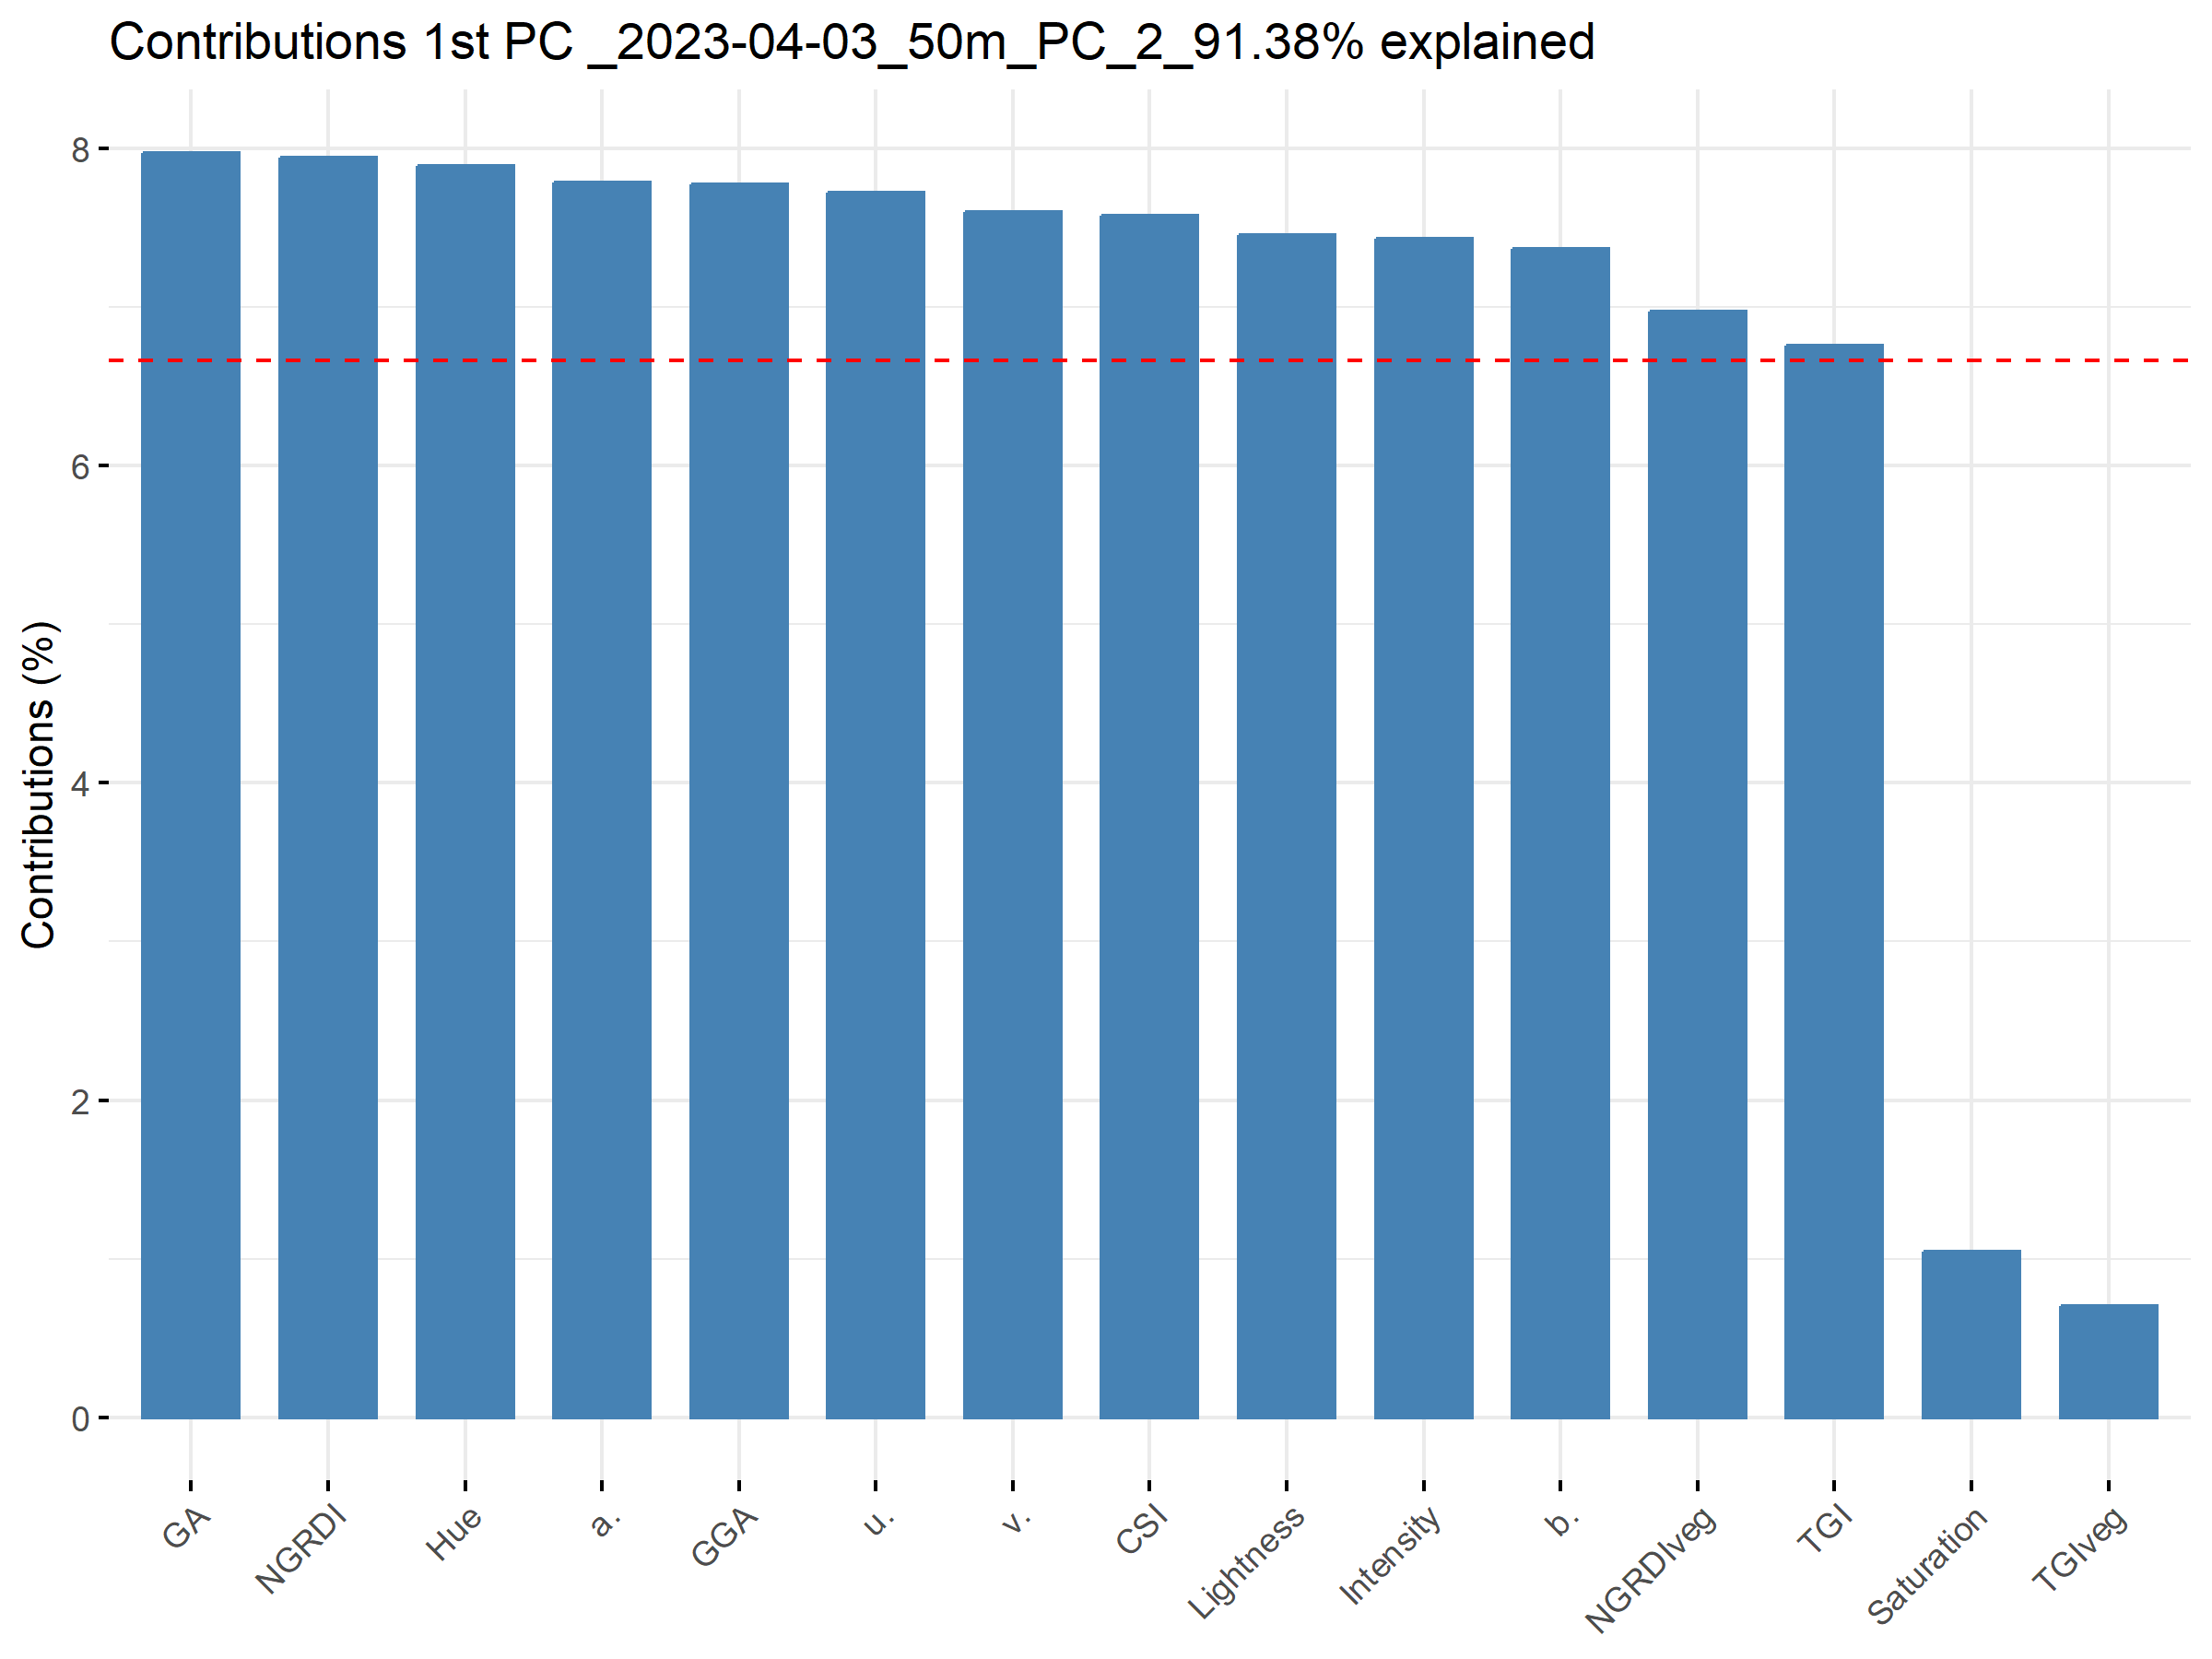 Contributions 1st PC _2023-04-03_50m_PC_2_91.38% explained
Contributions (%)
8
6
4
2
0
GA
NGRDI
Hue
a.
GGA
u.
v.
CSI
Lightness
Intensity
b.
NGRDIveg
TGI
Saturation
TGIveg